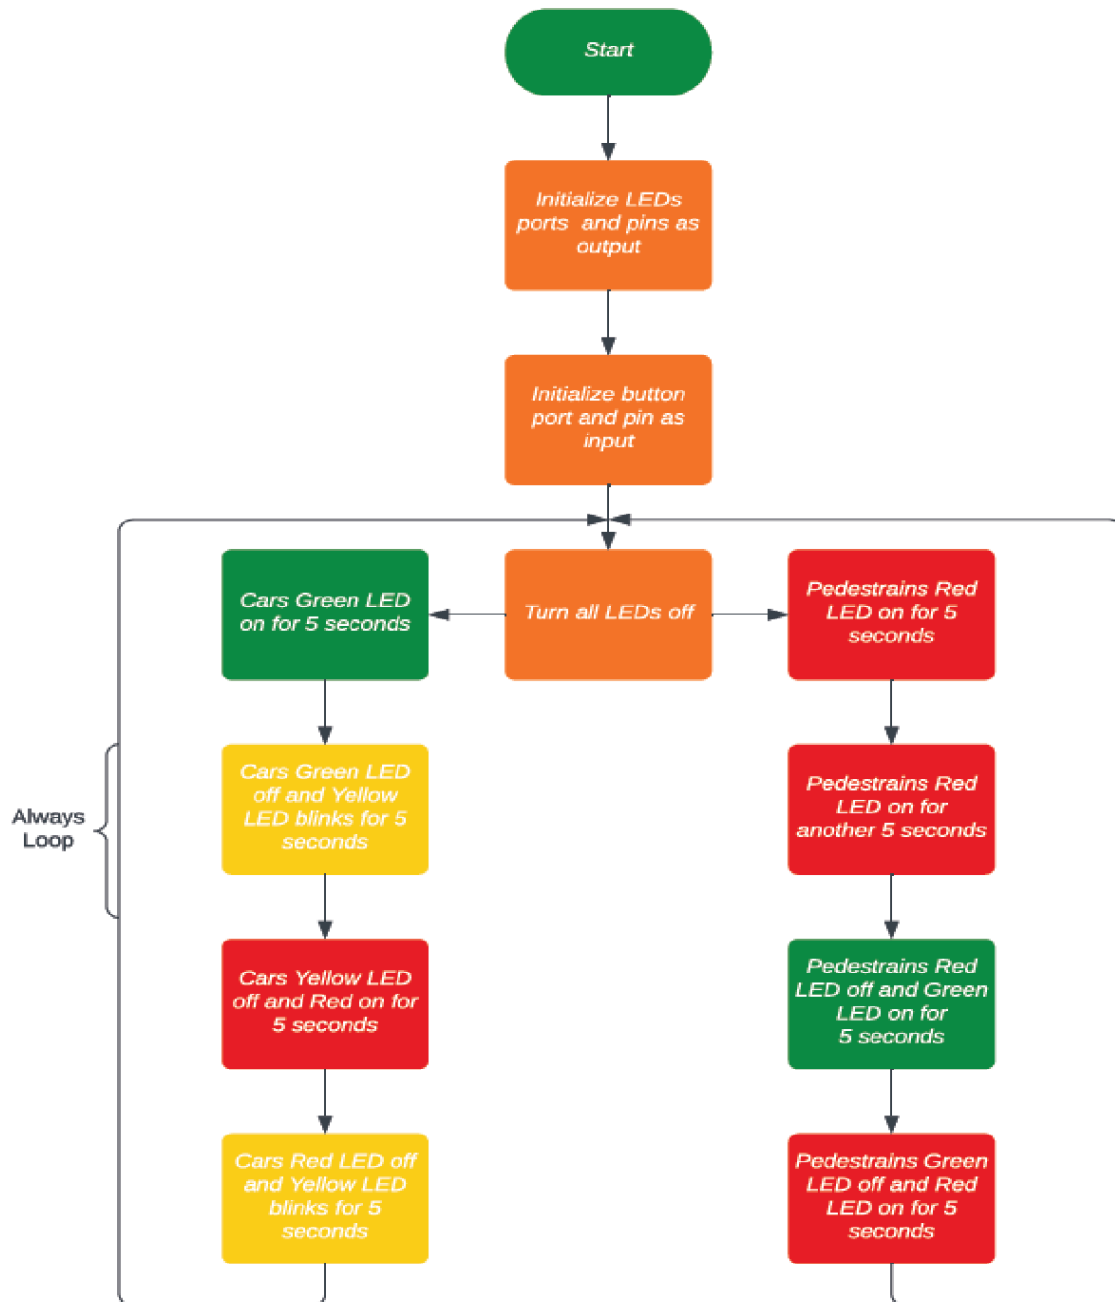 Start
Initialize LEDs
ports and pins as
output
Initialize button
port and pin as
input
Turn all LEDs off
Cars Green LED
on for 5 seconds
Pedestrains Red
LED on for 5
seconds
Cars Green LED
off and Yellow
LED blinks for 5
seconds
Pedestrains Red
LED on for
another 5 seconds
Always
Loop
Cars Yellow LED
off and Red on for
5 seconds
Pedestrains Red
LED off and Green
LED on for
5 seconds
Cars Red LED off
and Yellow LED
blinks for 5
seconds
Pedestrains Green
LED off and Red
LED on for 5
seconds